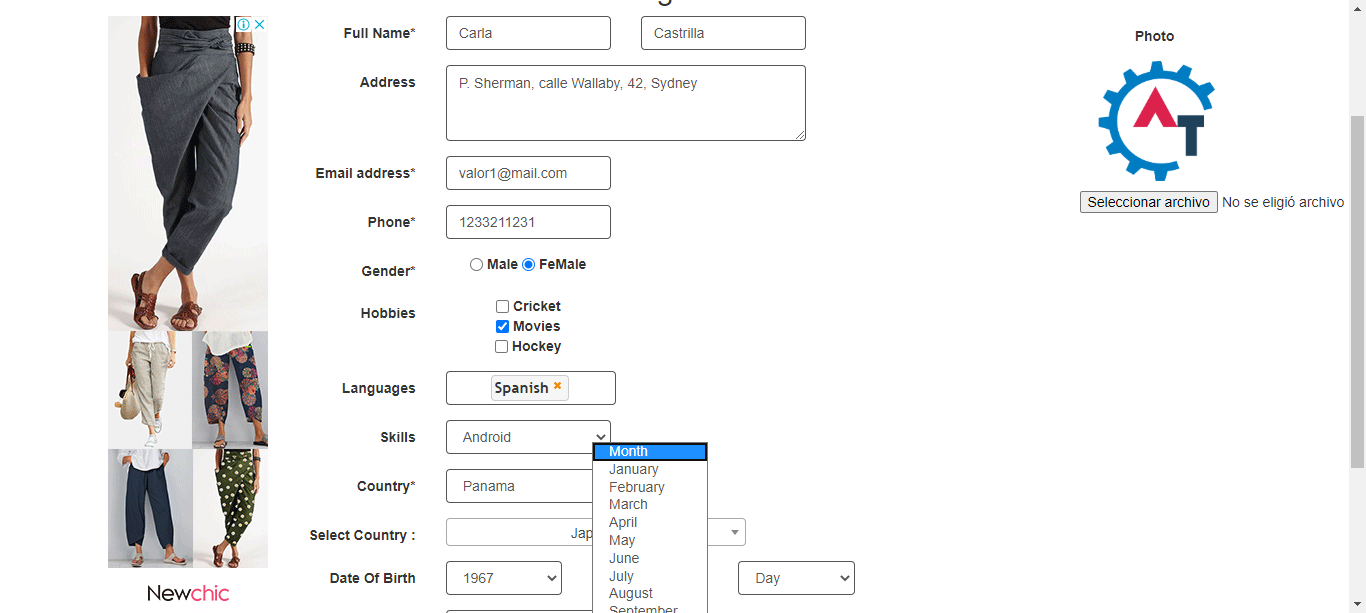 Full Name* Carla Castrilla
Photo
Address P. Sherman, calle Wallaby, 42, Sydney
AT
Email address* valor1@mail.com
Seleccionar archivo No se eligió archivo
Phone* 1233211231
Gender* Male FeMale
Hobbies Cricket
Movies
Hockey
Languages Spanish ×
Skills Android
Country* Panama
Select Country : Jap
Date Of Birth 1967 Day
Month
January
February
March
April
May
June
July
August
September
Newchic